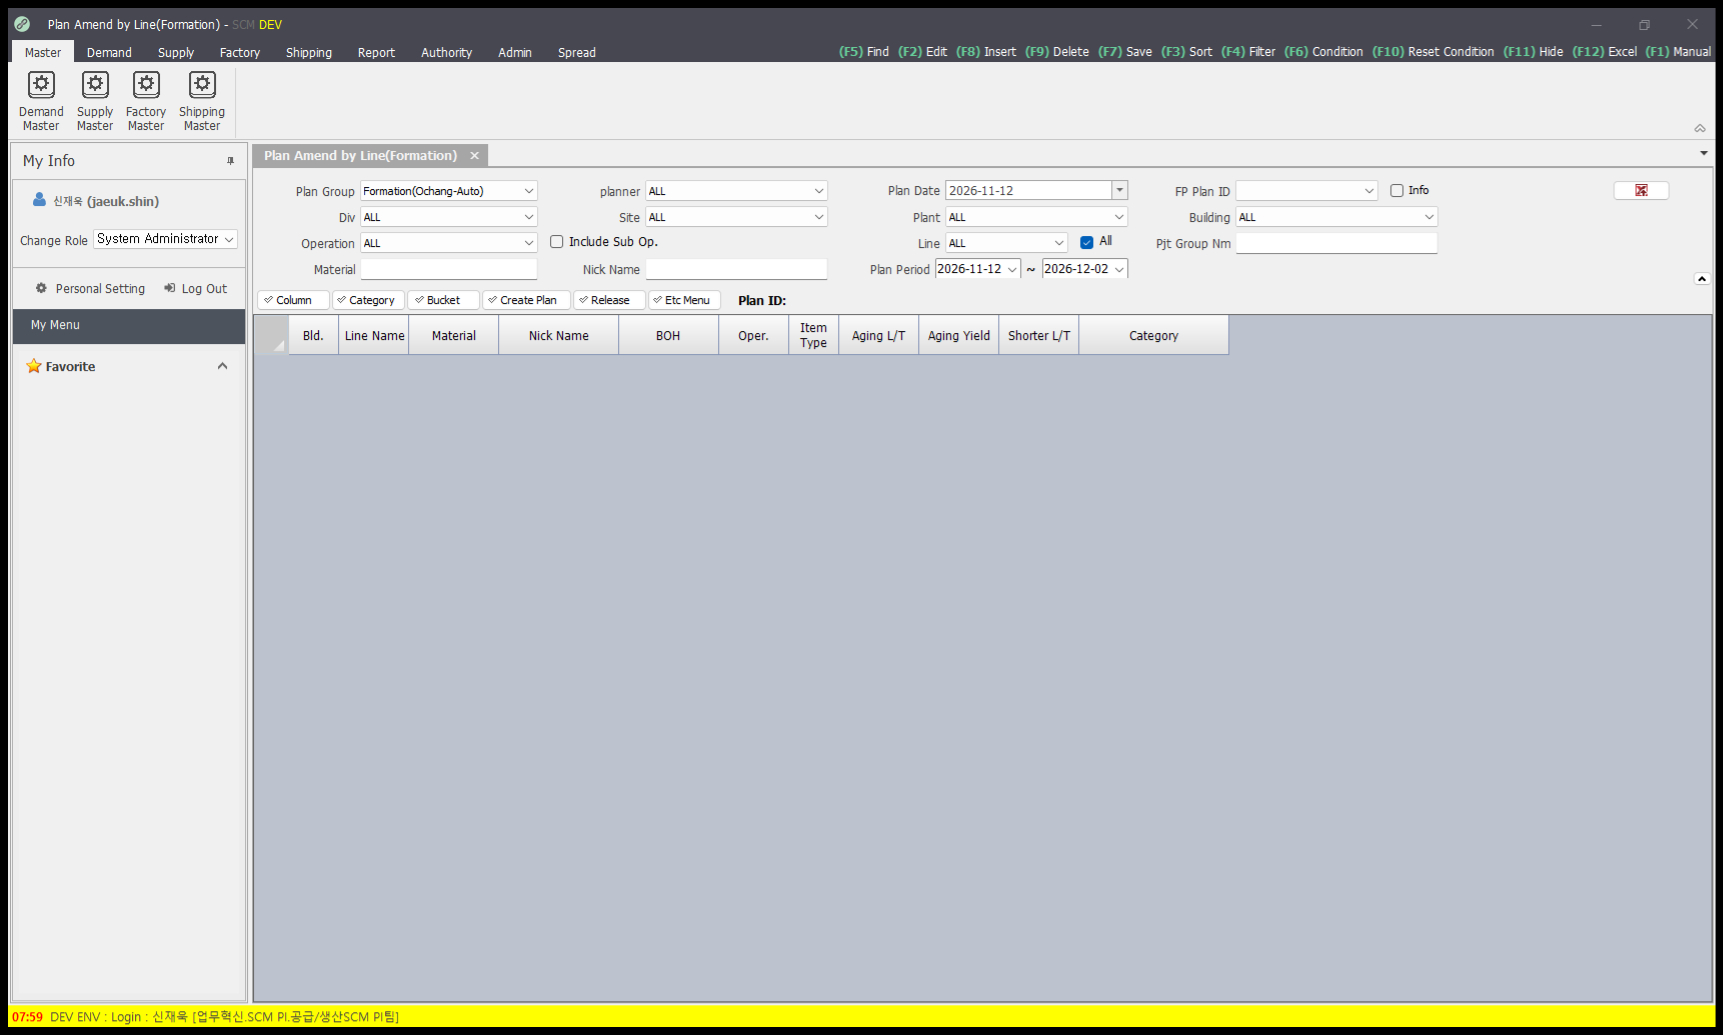 Plan Amend by Line(Formation) - SCM DEV
Master Demand Supply Factory Shipping Report Authority Admin Spread
(F5) Find (F2) Edit (F8) Insert (F9) Delete (F7) Save (F3) Sort (F4) Filter (F6) Condition (F10) Reset Condition (F11) Hide (F12) Excel (F1) Manual
Demand Master
Supply Master
Factory Master
Shipping Master
My Info
신재욱 (jaeuk.shin)
Change Role System Administrator
Personal Setting Log Out
My Menu
Favorite
Plan Amend by Line(Formation)
Plan Group Formation(Ochang-Auto) planner ALL Plan Date 2026-11-12 FP Plan ID Info
Div ALL Site ALL Plant ALL Building ALL
Operation ALL Include Sub Op. Line ALL All Pjt Group Nm
Material Nick Name Plan Period 2026-11-12 ~ 2026-12-02
Column Category Bucket Create Plan Release Etc Menu Plan ID:
Bld. Line Name Material Nick Name BOH Oper. Item Type Aging L/T Aging Yield Shorter L/T Category
07:59 DEV ENV : Login : 신재욱 [업무혁신.SCM PI.공급/생산SCM PI팀]